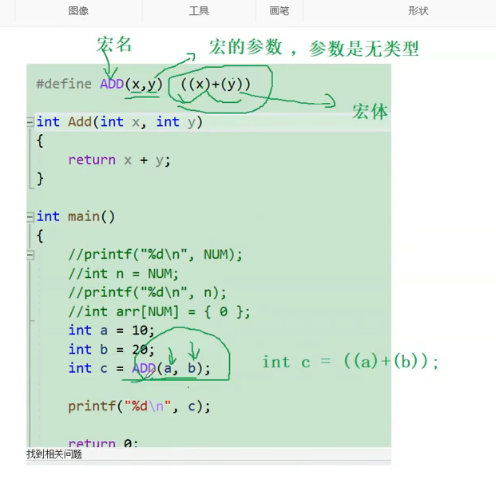 图像 工具 画笔 形状
宏名
宏的参数 ，参数是无类型
#define ADD(x,y) ((x)+(y))
宏体
int Add(int x, int y)
{
return x + y;
}
int main()
{
//printf("%d\n", NUM);
//int n = NUM;
//printf("%d\n", n);
//int arr[NUM] = { 0 };
int a = 10;
int b = 20;
int c = ADD(a, b);
int c = ((a)+(b));
printf("%d\n", c);
return 0;
找到相关问题